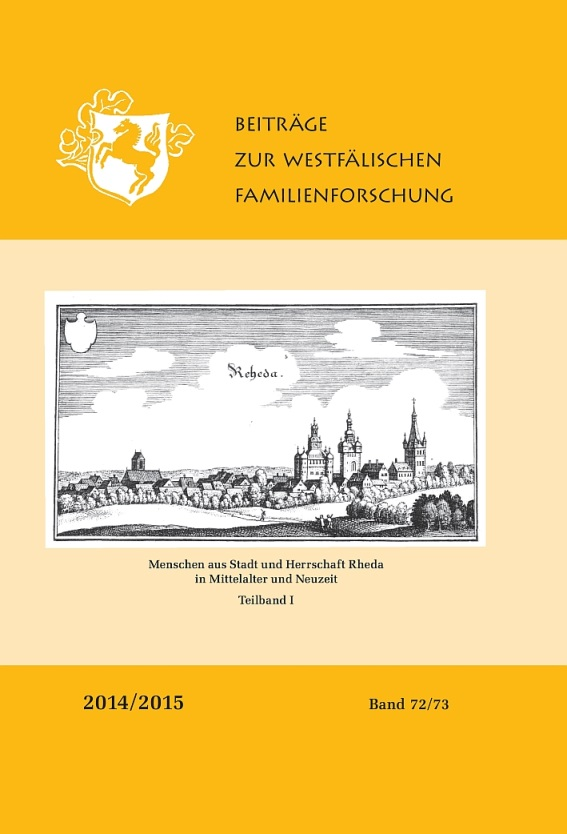 BEITRÄGE
ZUR WESTFÄLISCHEN
FAMILIENFORSCHUNG
Reheda.
Menschen aus Stadt und Herrschaft Rheda
in Mittelalter und Neuzeit
Teilband I
2014/2015
Band 72/73